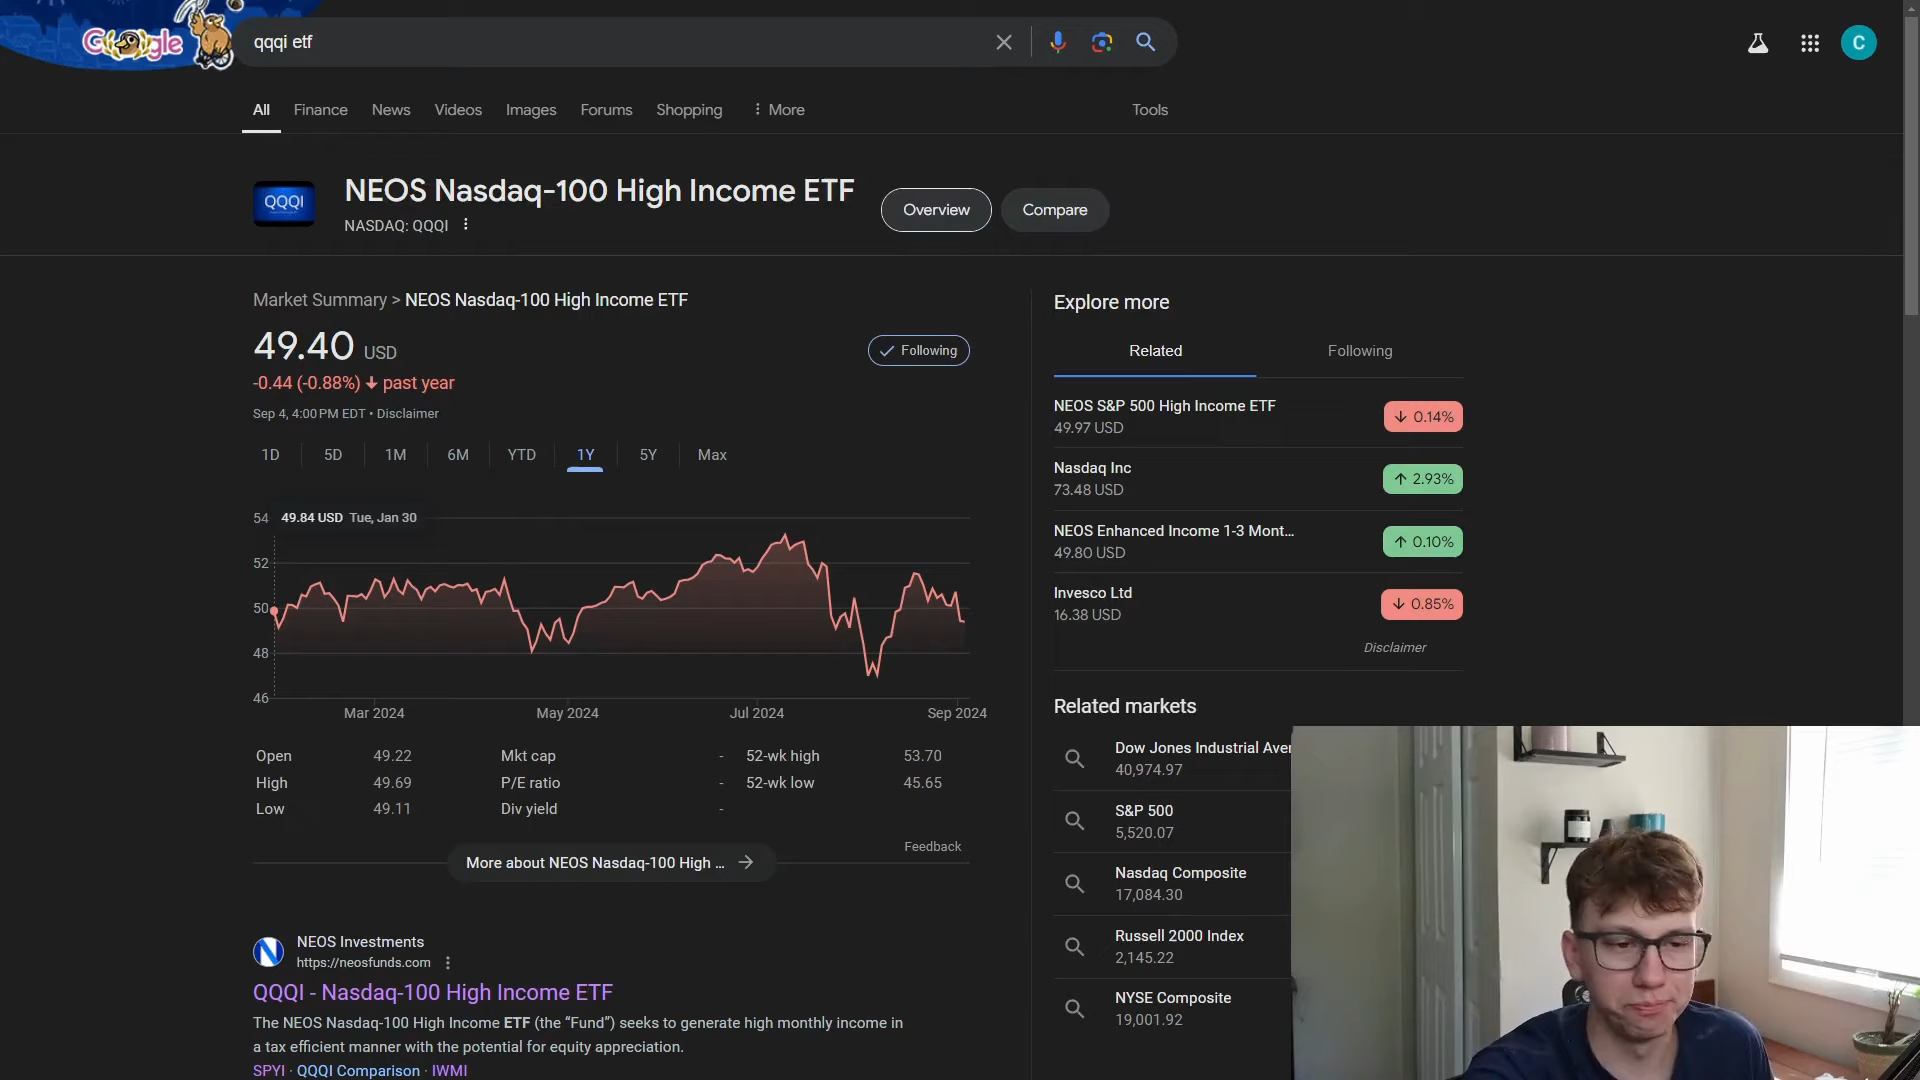 Google
qqqi etf
All
Finance
News
Videos
Images
Forums
Shopping
More
Tools
C
QQQI
NEOS Nasdaq-100 High Income ETF
NASDAQ: QQQI
Overview
Compare
Market Summary > NEOS Nasdaq-100 High Income ETF
49.40 USD
Following
-0.44 (-0.88%) past year
Sep 4, 4:00 PM EDT • Disclaimer
1D
5D
1M
6M
YTD
1Y
5Y
Max
49.84 USD Tue, Jan 30
54
52
50
48
46
Mar 2024
May 2024
Jul 2024
Sep 2024
Open 49.22
High 49.69
Low 49.11
Mkt cap -
P/E ratio -
Div yield -
52-wk high 53.70
52-wk low 45.65
Feedback
More about NEOS Nasdaq-100 High ...
NEOS Investments
https://neosfunds.com
QQQI - Nasdaq-100 High Income ETF
The NEOS Nasdaq-100 High Income ETF (the “Fund”) seeks to generate high monthly income in
a tax efficient manner with the potential for equity appreciation.
SPYI · QQQI Comparison · IWMI
Explore more
Related
Following
NEOS S&P 500 High Income ETF
49.97 USD
0.14%
Nasdaq Inc
73.48 USD
2.93%
NEOS Enhanced Income 1-3 Mont...
49.80 USD
0.10%
Invesco Ltd
16.38 USD
0.85%
Disclaimer
Related markets
Dow Jones Industrial Aver
40,974.97
S&P 500
5,520.07
Nasdaq Composite
17,084.30
Russell 2000 Index
2,145.22
NYSE Composite
19,001.92